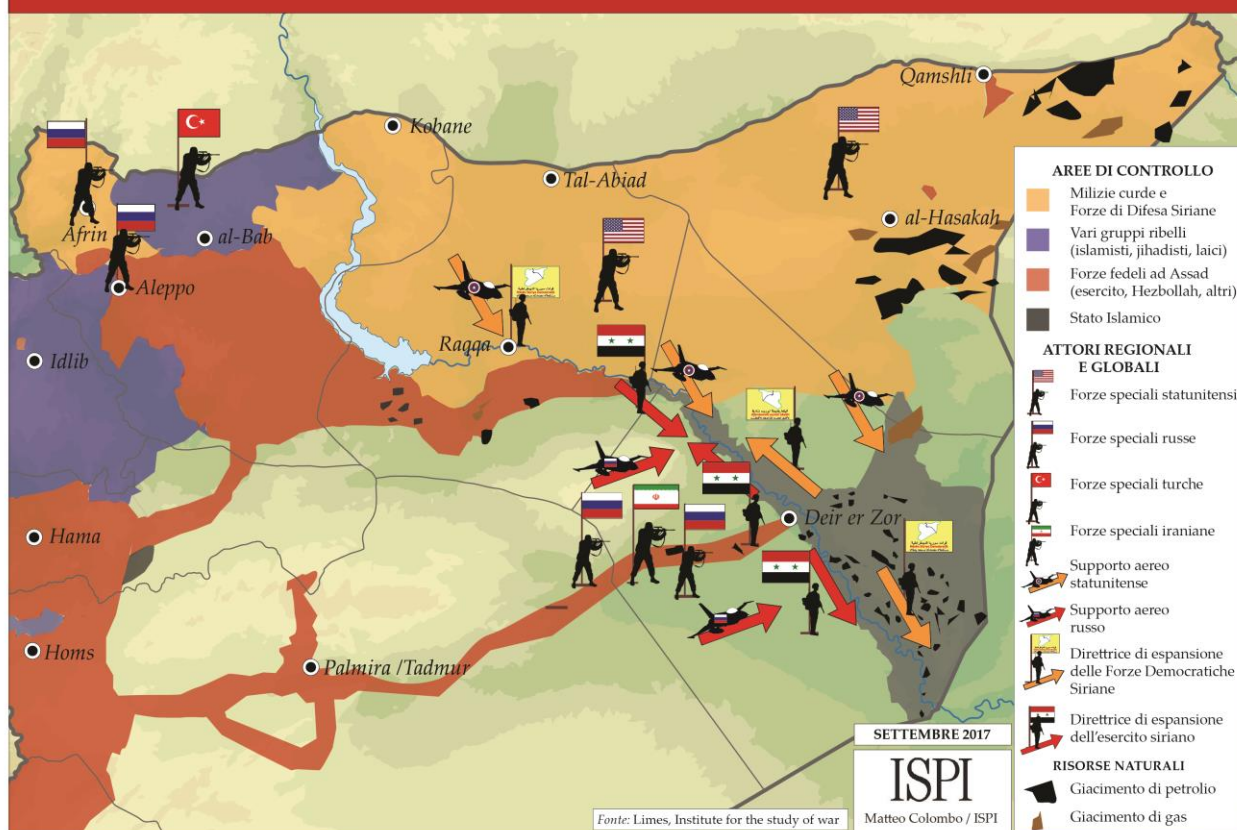 Qamshli
Kobane
Tal-Abiad
al-Hasakah
Afrin
al-Bab
Aleppo
Idlib
Raqqa
Hama
Deir er Zor
Homs
Palmira /Tadmur
AREE DI CONTROLLO
Milizie curde e
Forze di Difesa Siriane
Vari gruppi ribelli
(islamisti, jihadisti, laici)
Forze fedeli ad Assad
(esercito, Hezbollah, altri)
Stato Islamico
ATTORI REGIONALI
E GLOBALI
Forze speciali statunitensi
Forze speciali russe
Forze speciali turche
Forze speciali iraniane
Supporto aereo
statunitense
Supporto aereo
russo
Direttrice di espansione
delle Forze Democratiche
Siriane
Direttrice di espansione
dell'esercito siriano
RISORSE NATURALI
Giacimento di petrolio
Giacimento di gas
SETTEMBRE 2017
ISPI
Matteo Colombo / ISPI
Fonte: Limes, Institute for the study of war